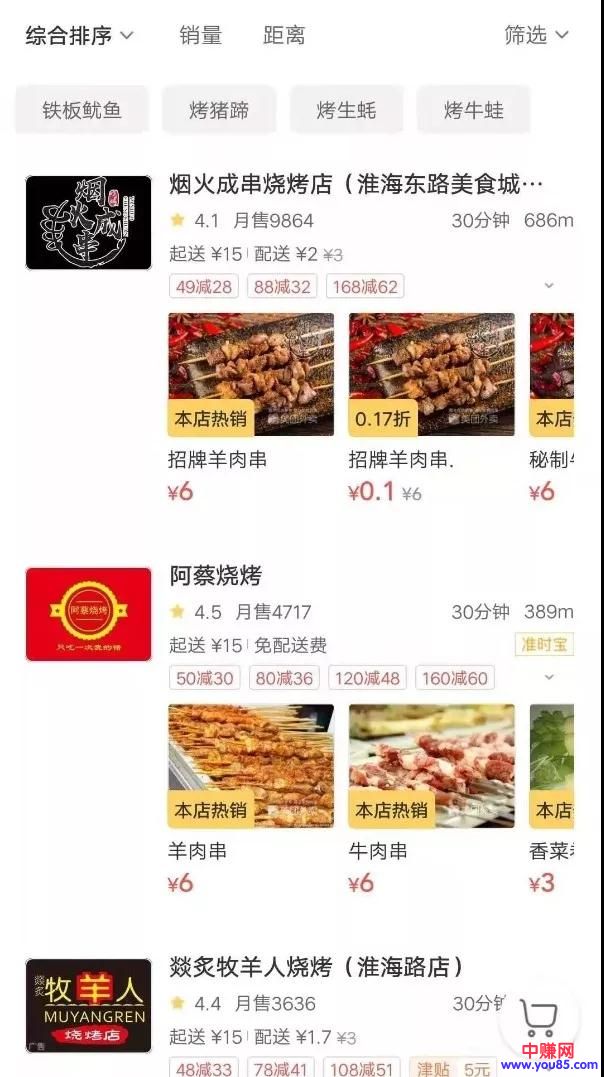 综合排序 销量 距离 筛选
铁板鱿鱼 烤猪蹄 烤生蚝 烤牛蛙
烟火成串
烟火成串烧烤店（淮海东路美食城…
4.1 月售9864 30分钟 686m
起送 ¥15 配送 ¥2 ¥3
49减28 88减32 168减62
本店热销 0.17折 美团外卖 本店
招牌羊肉串 招牌羊肉串. 秘制
¥6 ¥0.1 ¥6 ¥6
阿蔡烧烤
阿蔡烧烤
4.5 月售4717 30分钟 389m
起送 ¥15 免配送费 准时宝
50减30 80减36 120减48 160减60
本店热销 本店热销 本店
羊肉串 牛肉串 香菜
¥6 ¥6 ¥3
燚炙 牧羊人
MUYANGREN
烧烤店
广告
燚炙牧羊人烧烤（淮海路店）
4.4 月售3636 30分
起送 ¥15 配送 ¥1.7 ¥3
48减33 78减41 108减51 津贴 5元
中赚网
www.you85.com